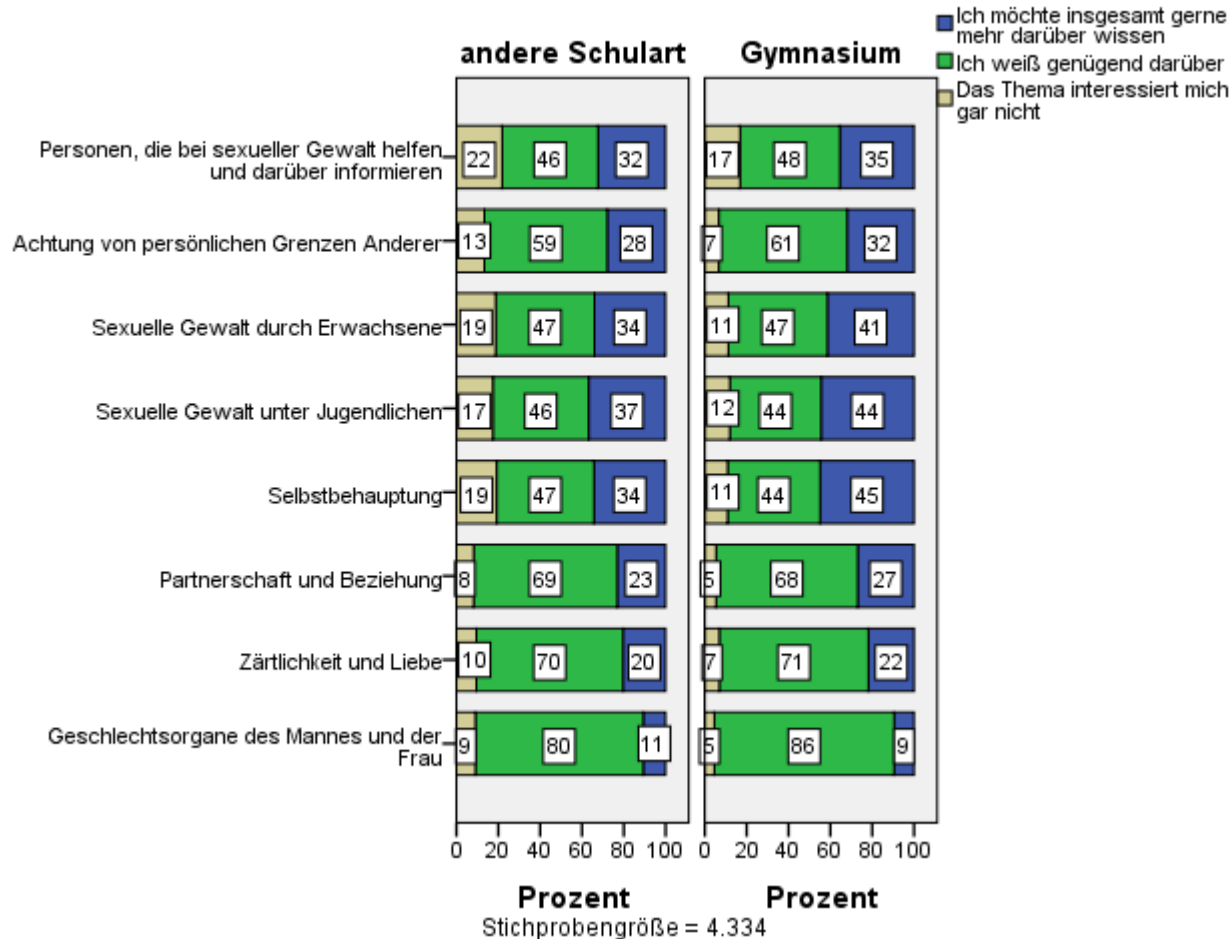 Ich möchte insgesamt gerne
mehr darüber wissen
Ich weiß genügend darüber
Das Thema interessiert mich
gar nicht
andere Schulart
Gymnasium
Personen, die bei sexueller Gewalt helfen
und darüber informieren
22 46 32 17 48 35
Achtung von persönlichen Grenzen Anderer 13 59 28 7 61 32
Sexuelle Gewalt durch Erwachsene 19 47 34 11 47 41
Sexuelle Gewalt unter Jugendlichen 17 46 37 12 44 44
Selbstbehauptung 19 47 34 11 44 45
Partnerschaft und Beziehung 8 69 23 5 68 27
Zärtlichkeit und Liebe 10 70 20 7 71 22
Geschlechtsorgane des Mannes und der
Frau
9 80 11 5 86 9
0 20 40 60 80 100 0 20 40 60 80 100
Prozent Prozent
Stichprobengröße = 4.334